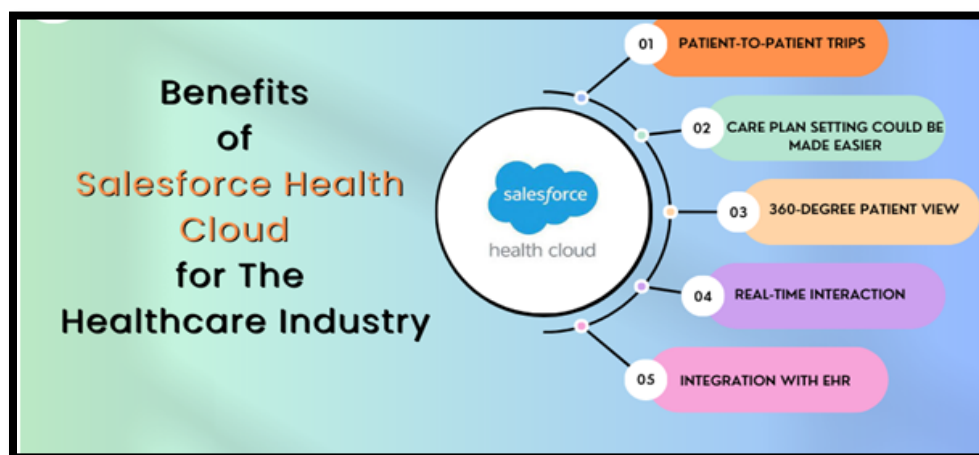 Benefits
of
Salesforce Health
Cloud
for The
Healthcare Industry
salesforce
health cloud
01
PATIENT-TO-PATIENT TRIPS
02
CARE PLAN SETTING COULD BE
MADE EASIER
03
360-DEGREE PATIENT VIEW
04
REAL-TIME INTERACTION
05
INTEGRATION WITH EHR